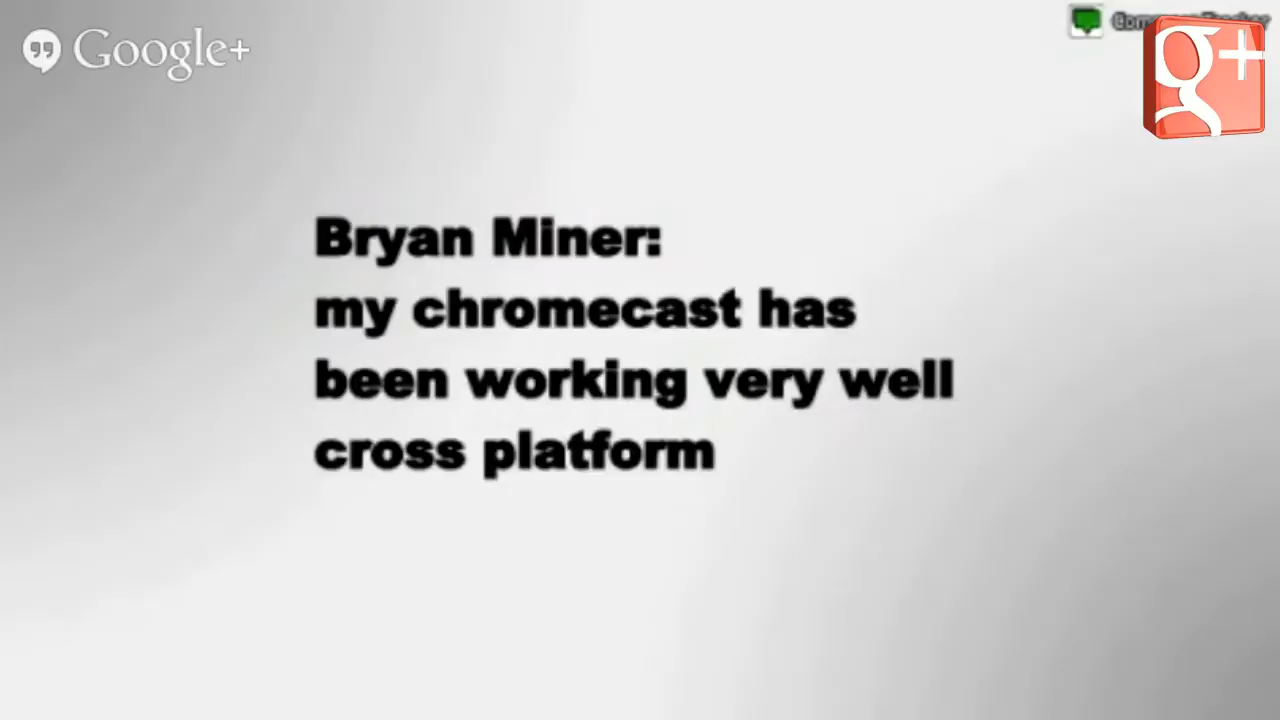 Google+
g+
Bryan Miner:
my chromecast has
been working very well
cross platform